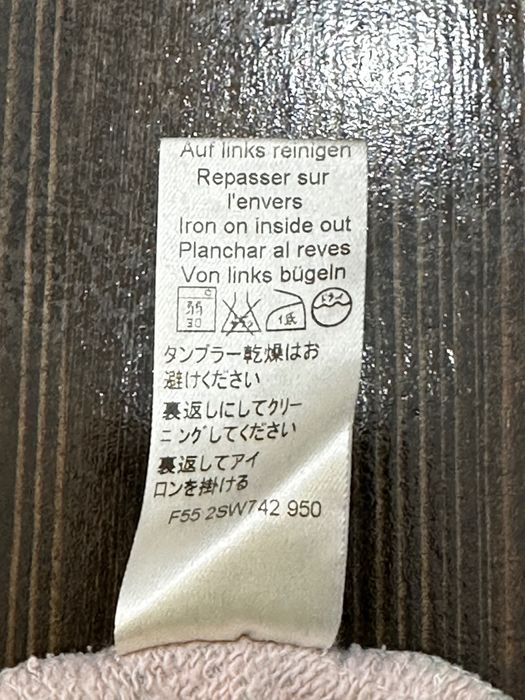 Auf links reinigen
Repasser sur
l'envers
Iron on inside out
Planchar al reves
Von links bügeln
弱
30
低
ドライ
タンブラー乾燥はお
避けください
裏返しにしてクリー
ニングしてください
裏返してアイ
ロンを掛ける
F55 2SW742 950